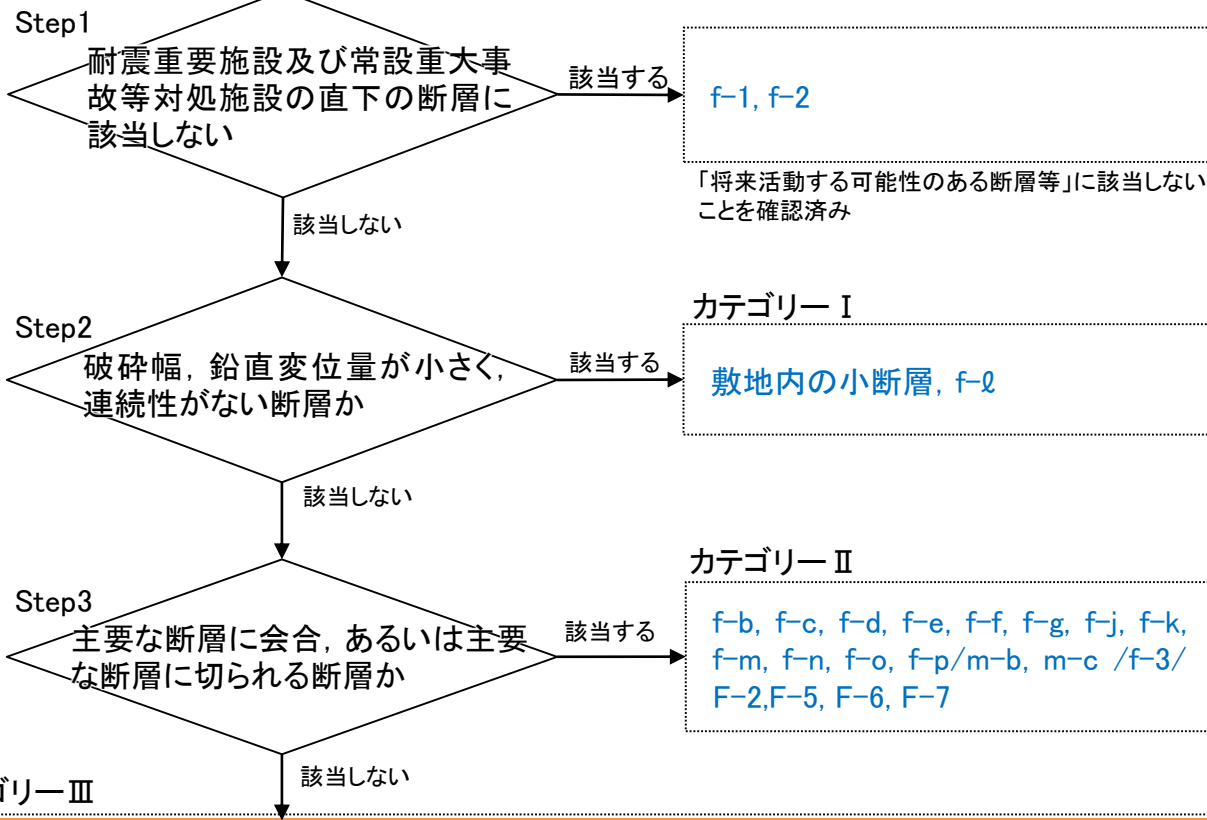 Step1
耐震重要施設及び常設重大事
故等対処施設の直下の断層に
該当しない
該当する
f-1, f-2
「将来活動する可能性のある断層等」に該当しない
ことを確認済み
該当しない
Step2
破砕幅，鉛直変位量が小さく，
連続性がない断層か
該当する
カテゴリーⅠ
敷地内の小断層, f-ℓ
該当しない
Step3
主要な断層に会合，あるいは主要
な断層に切られる断層か
該当する
カテゴリーⅡ
f-b, f-c, f-d, f-e, f-f, f-g, f-j, f-k,
f-m, f-n, f-o, f-p/m-b, m-c /f-3/
F-2,F-5, F-6, F-7
該当しない
ゴリーⅢ